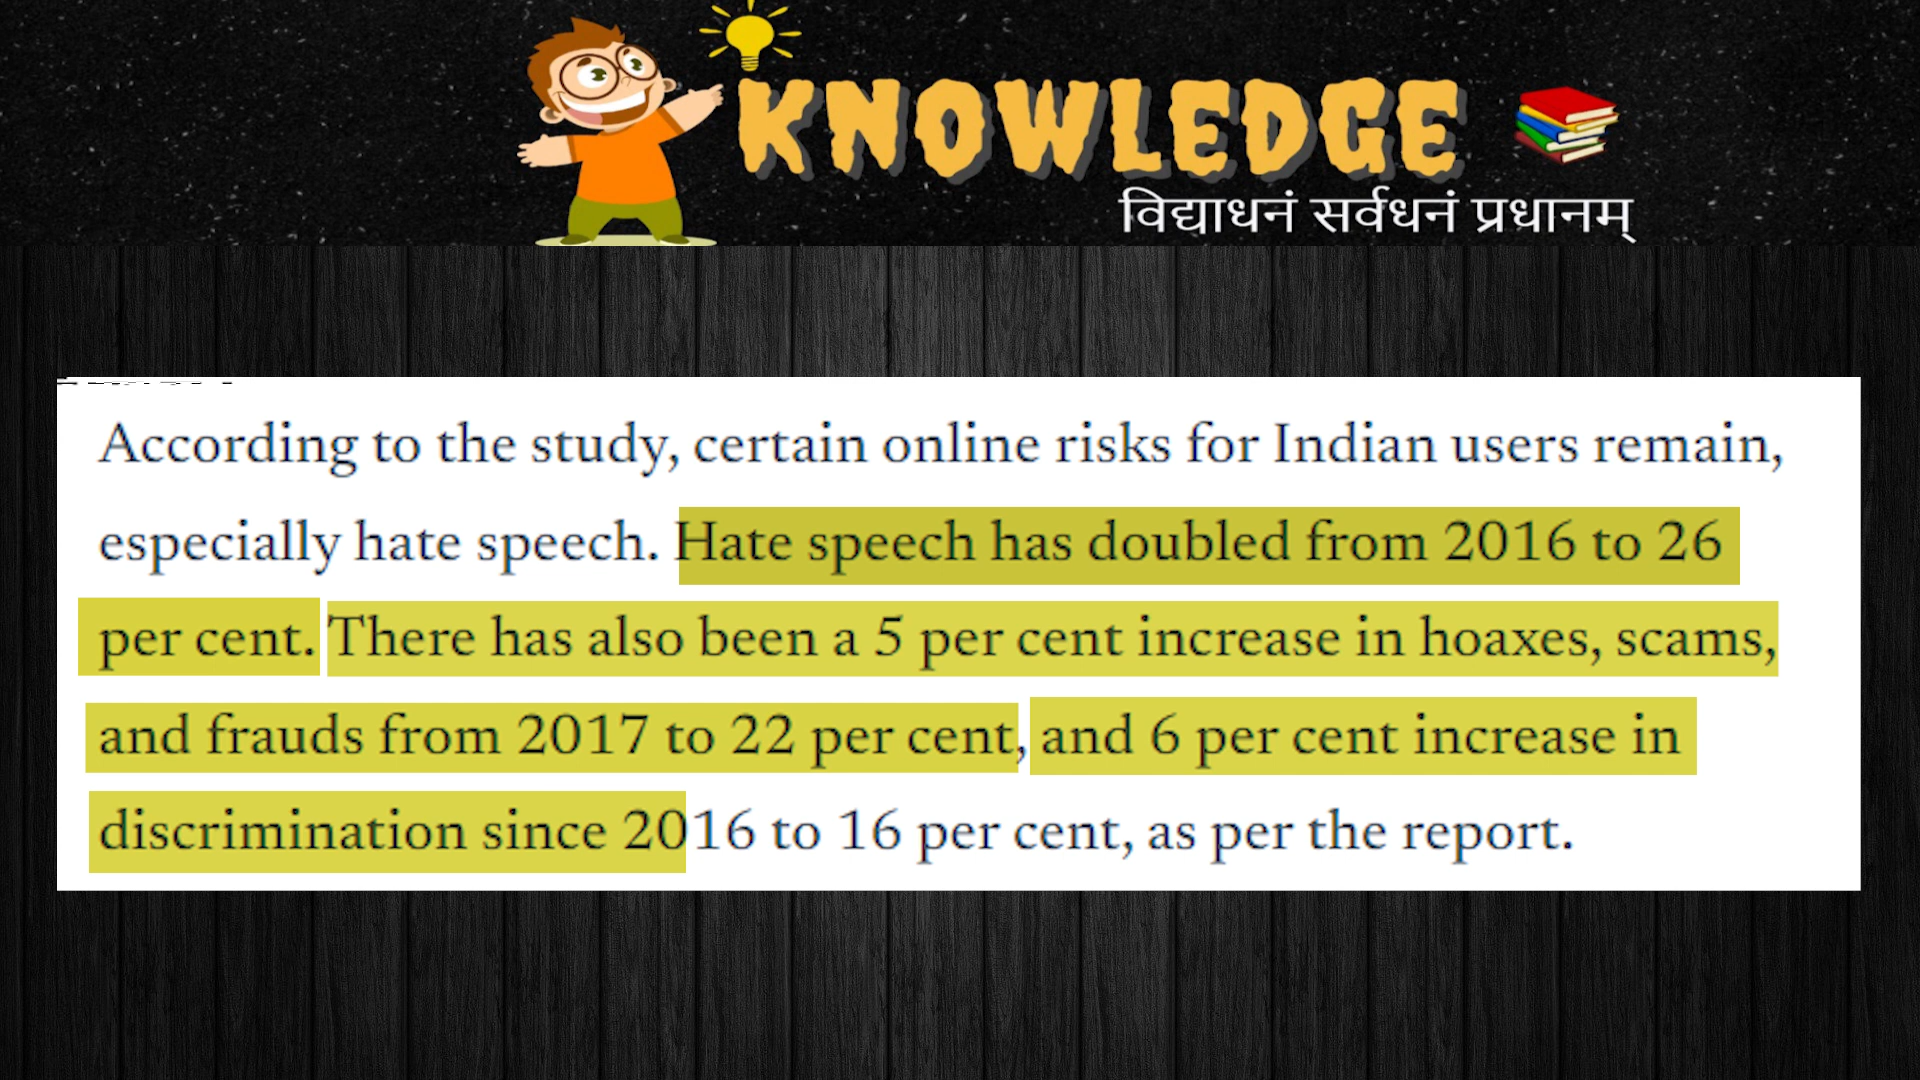 KNOWLEDGE
विद्याधनं सर्वधनं प्रधानम्
According to the study, certain online risks for Indian users remain,
especially hate speech. Hate speech has doubled from 2016 to 26
per cent. There has also been a 5 per cent increase in hoaxes, scams,
and frauds from 2017 to 22 per cent, and 6 per cent increase in
discrimination since 2016 to 16 per cent, as per the report.